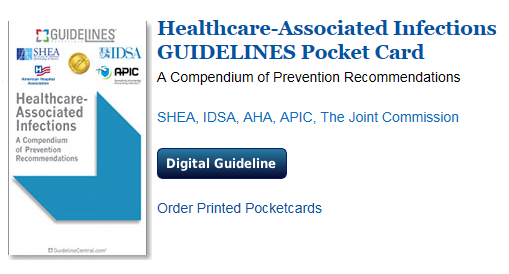 GUIDELINES
SHEA
IDSA
American Hospital
Association
APIC
Healthcare-
Associated
Infections
A Compendium
of Prevention
Recommendations
GuidelineCentral.com
Healthcare-Associated Infections
GUIDELINES Pocket Card
A Compendium of Prevention Recommendations
SHEA, IDSA, AHA, APIC, The Joint Commission
Digital Guideline
Order Printed Pocketcards